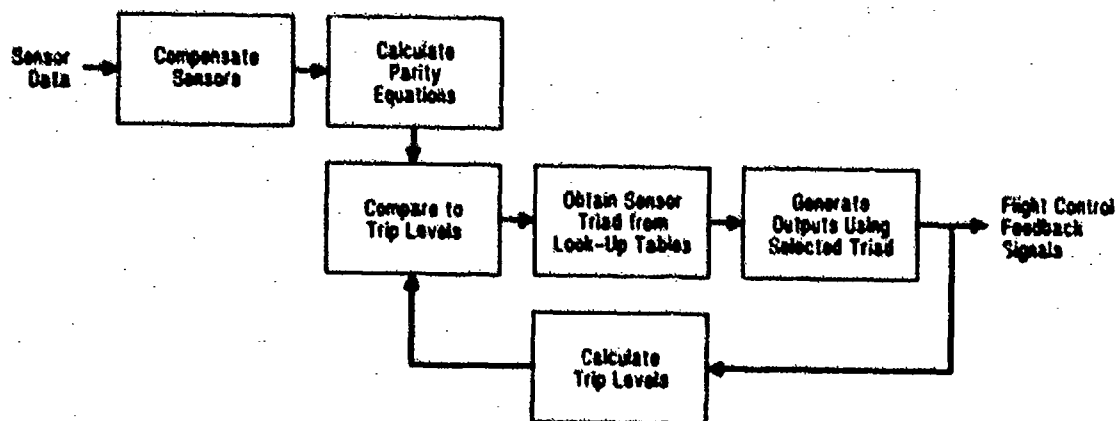 Sensor
Data
Compensate
Sensors
Calculate
Parity
Equations
Compare to
Trip Levels
Obtain Sensor
Triad from
Look-Up Tables
Generate
Outputs Using
Selected Triad
Flight Control
Feedback
Signals
Calculate
Trip Levels